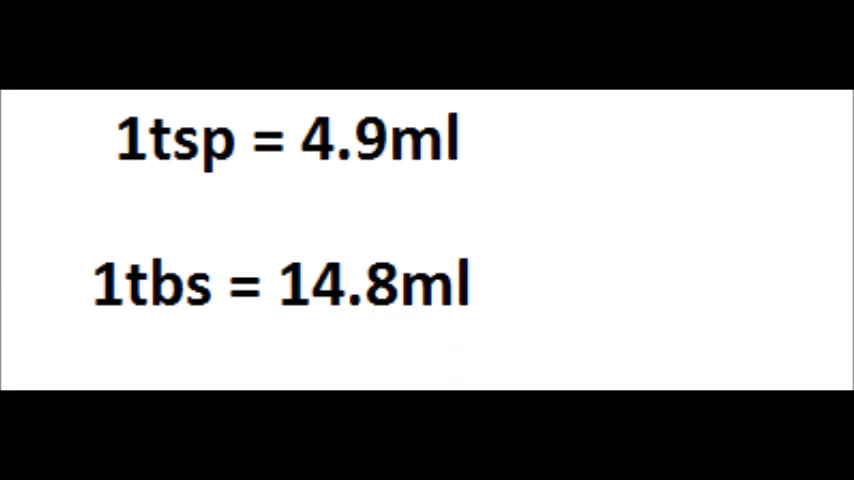 1tsp = 4.9ml
1tbs = 14.8ml